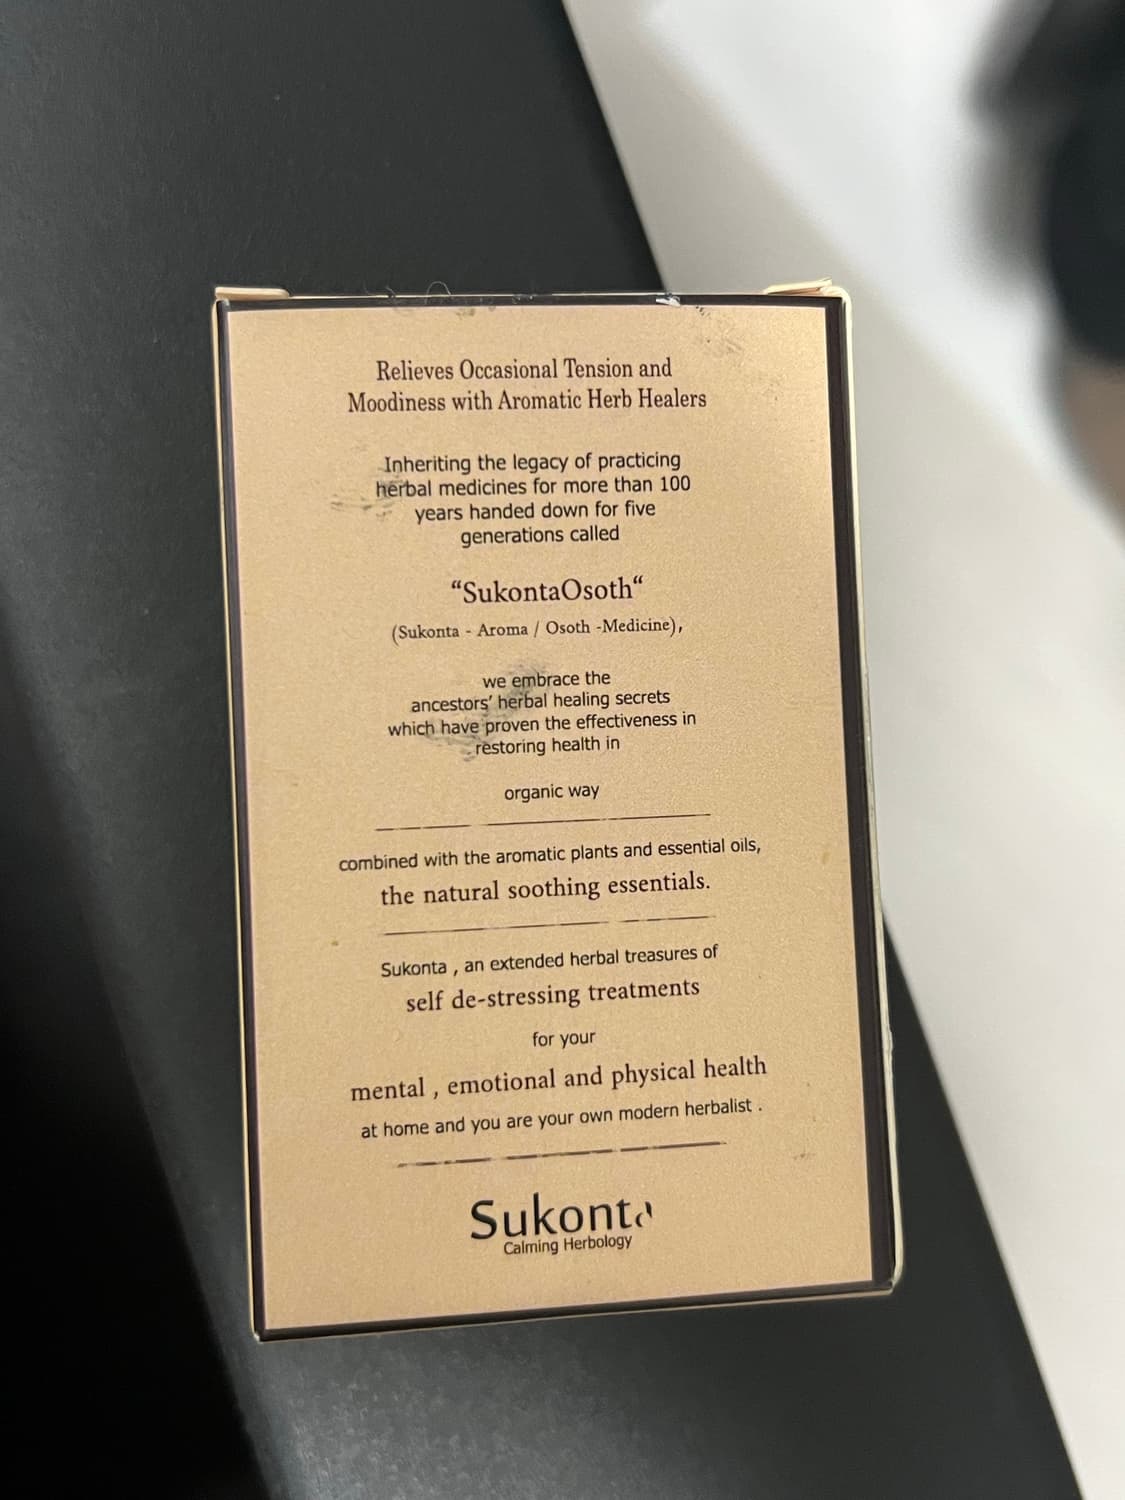 Relieves Occasional Tension and
Moodiness with Aromatic Herb Healers
Inheriting the legacy of practicing
herbal medicines for more than 100
years handed down for five
generations called
“SukontaOsoth“
(Sukonta - Aroma / Osoth -Medicine),
we embrace the
ancestors’ herbal healing secrets
which have proven the effectiveness in
restoring health in
organic way
combined with the aromatic plants and essential oils,
the natural soothing essentials.
Sukonta , an extended herbal treasures of
self de-stressing treatments
for your
mental , emotional and physical health
at home and you are your own modern herbalist .
Sukonta
Calming Herbology